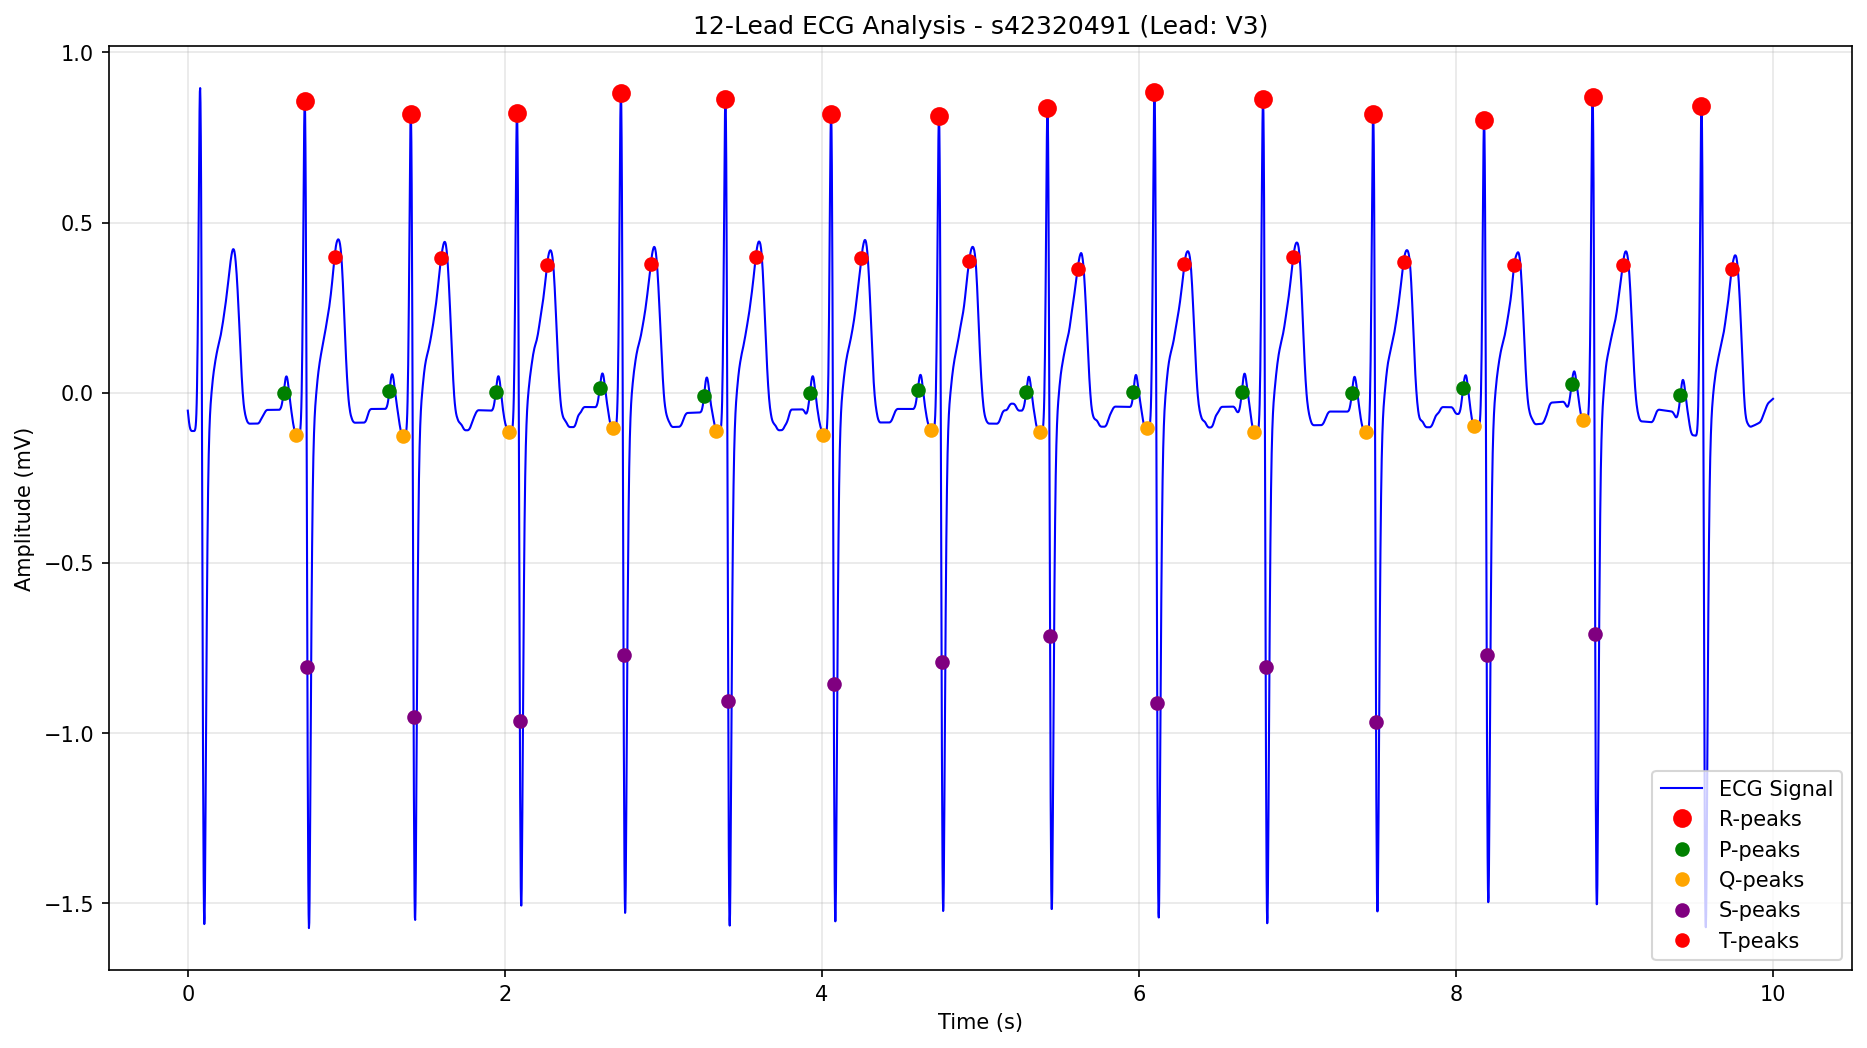 12-Lead ECG Analysis - s42320491 (Lead: V3)
1.0
0.5
0.0
−0.5
−1.0
−1.5
Amplitude (mV)
0 2 4 6 8 10
Time (s)
ECG Signal
R-peaks
P-peaks
Q-peaks
S-peaks
T-peaks